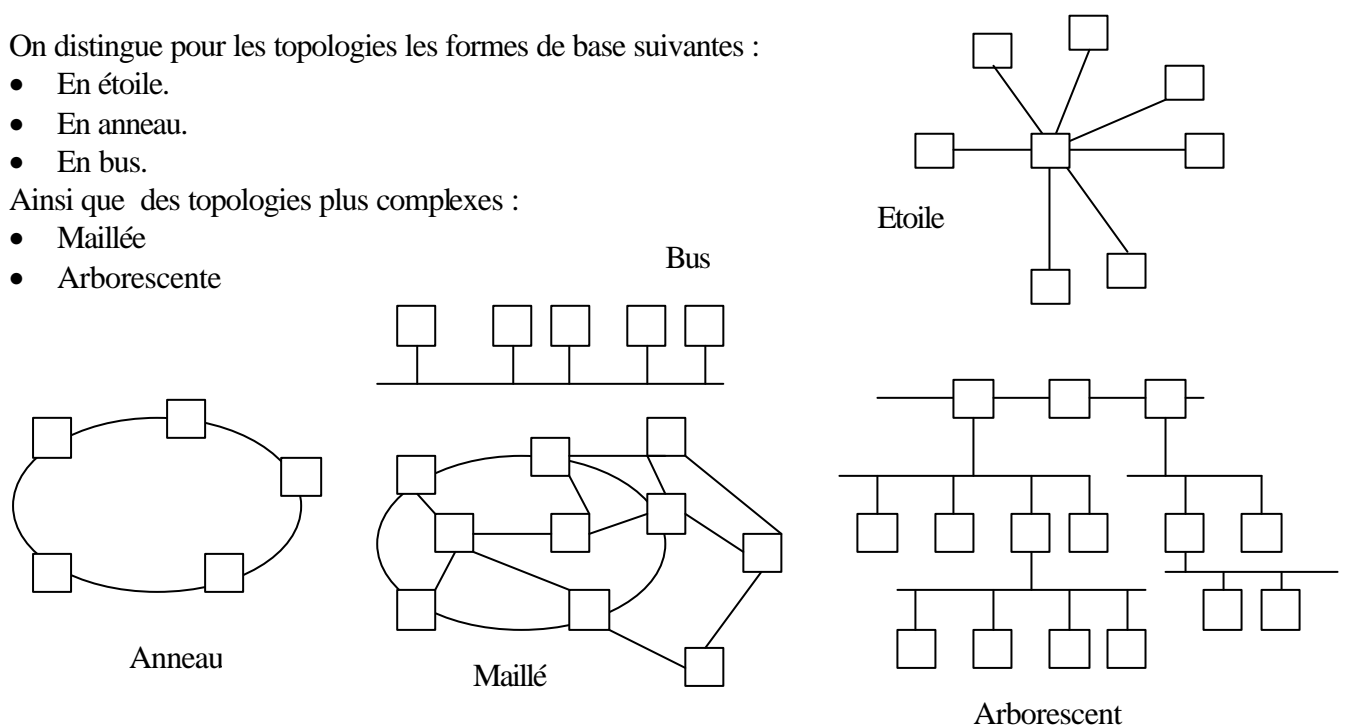 On distingue pour les topologies les formes de base suivantes :
• En étoile.
• En anneau.
• En bus.
Ainsi que des topologies plus complexes :
• Maillée
• Arborescente
Etoile
Bus
Anneau
Maillé
Arborescent